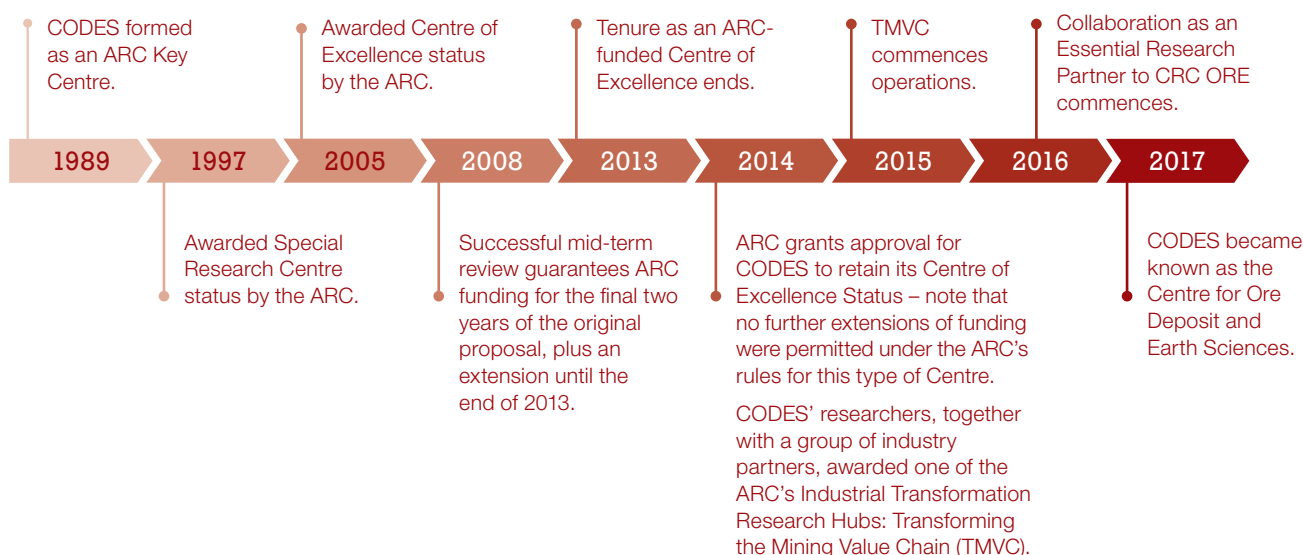 CODES formed
as an ARC Key
Centre.
Awarded Centre of
Excellence status
by the ARC.
Tenure as an ARC-
funded Centre of
Excellence ends.
TMVC
commences
operations.
Collaboration as an
Essential Research
Partner to CRC ORE
commences.
1989
1997
2005
2008
2013
2014
2015
2016
2017
Awarded Special
Research Centre
status by the ARC.
Successful mid-term
review guarantees ARC
funding for the final two
years of the original
proposal, plus an
extension until the
end of 2013.
ARC grants approval for
CODES to retain its Centre of
Excellence Status – note that
no further extensions of funding
were permitted under the ARC’s
rules for this type of Centre.
CODES’ researchers, together
with a group of industry
partners, awarded one of the
ARC’s Industrial Transformation
Research Hubs: Transforming
the Mining Value Chain (TMVC).
CODES became
known as the
Centre for Ore
Deposit and
Earth Sciences.